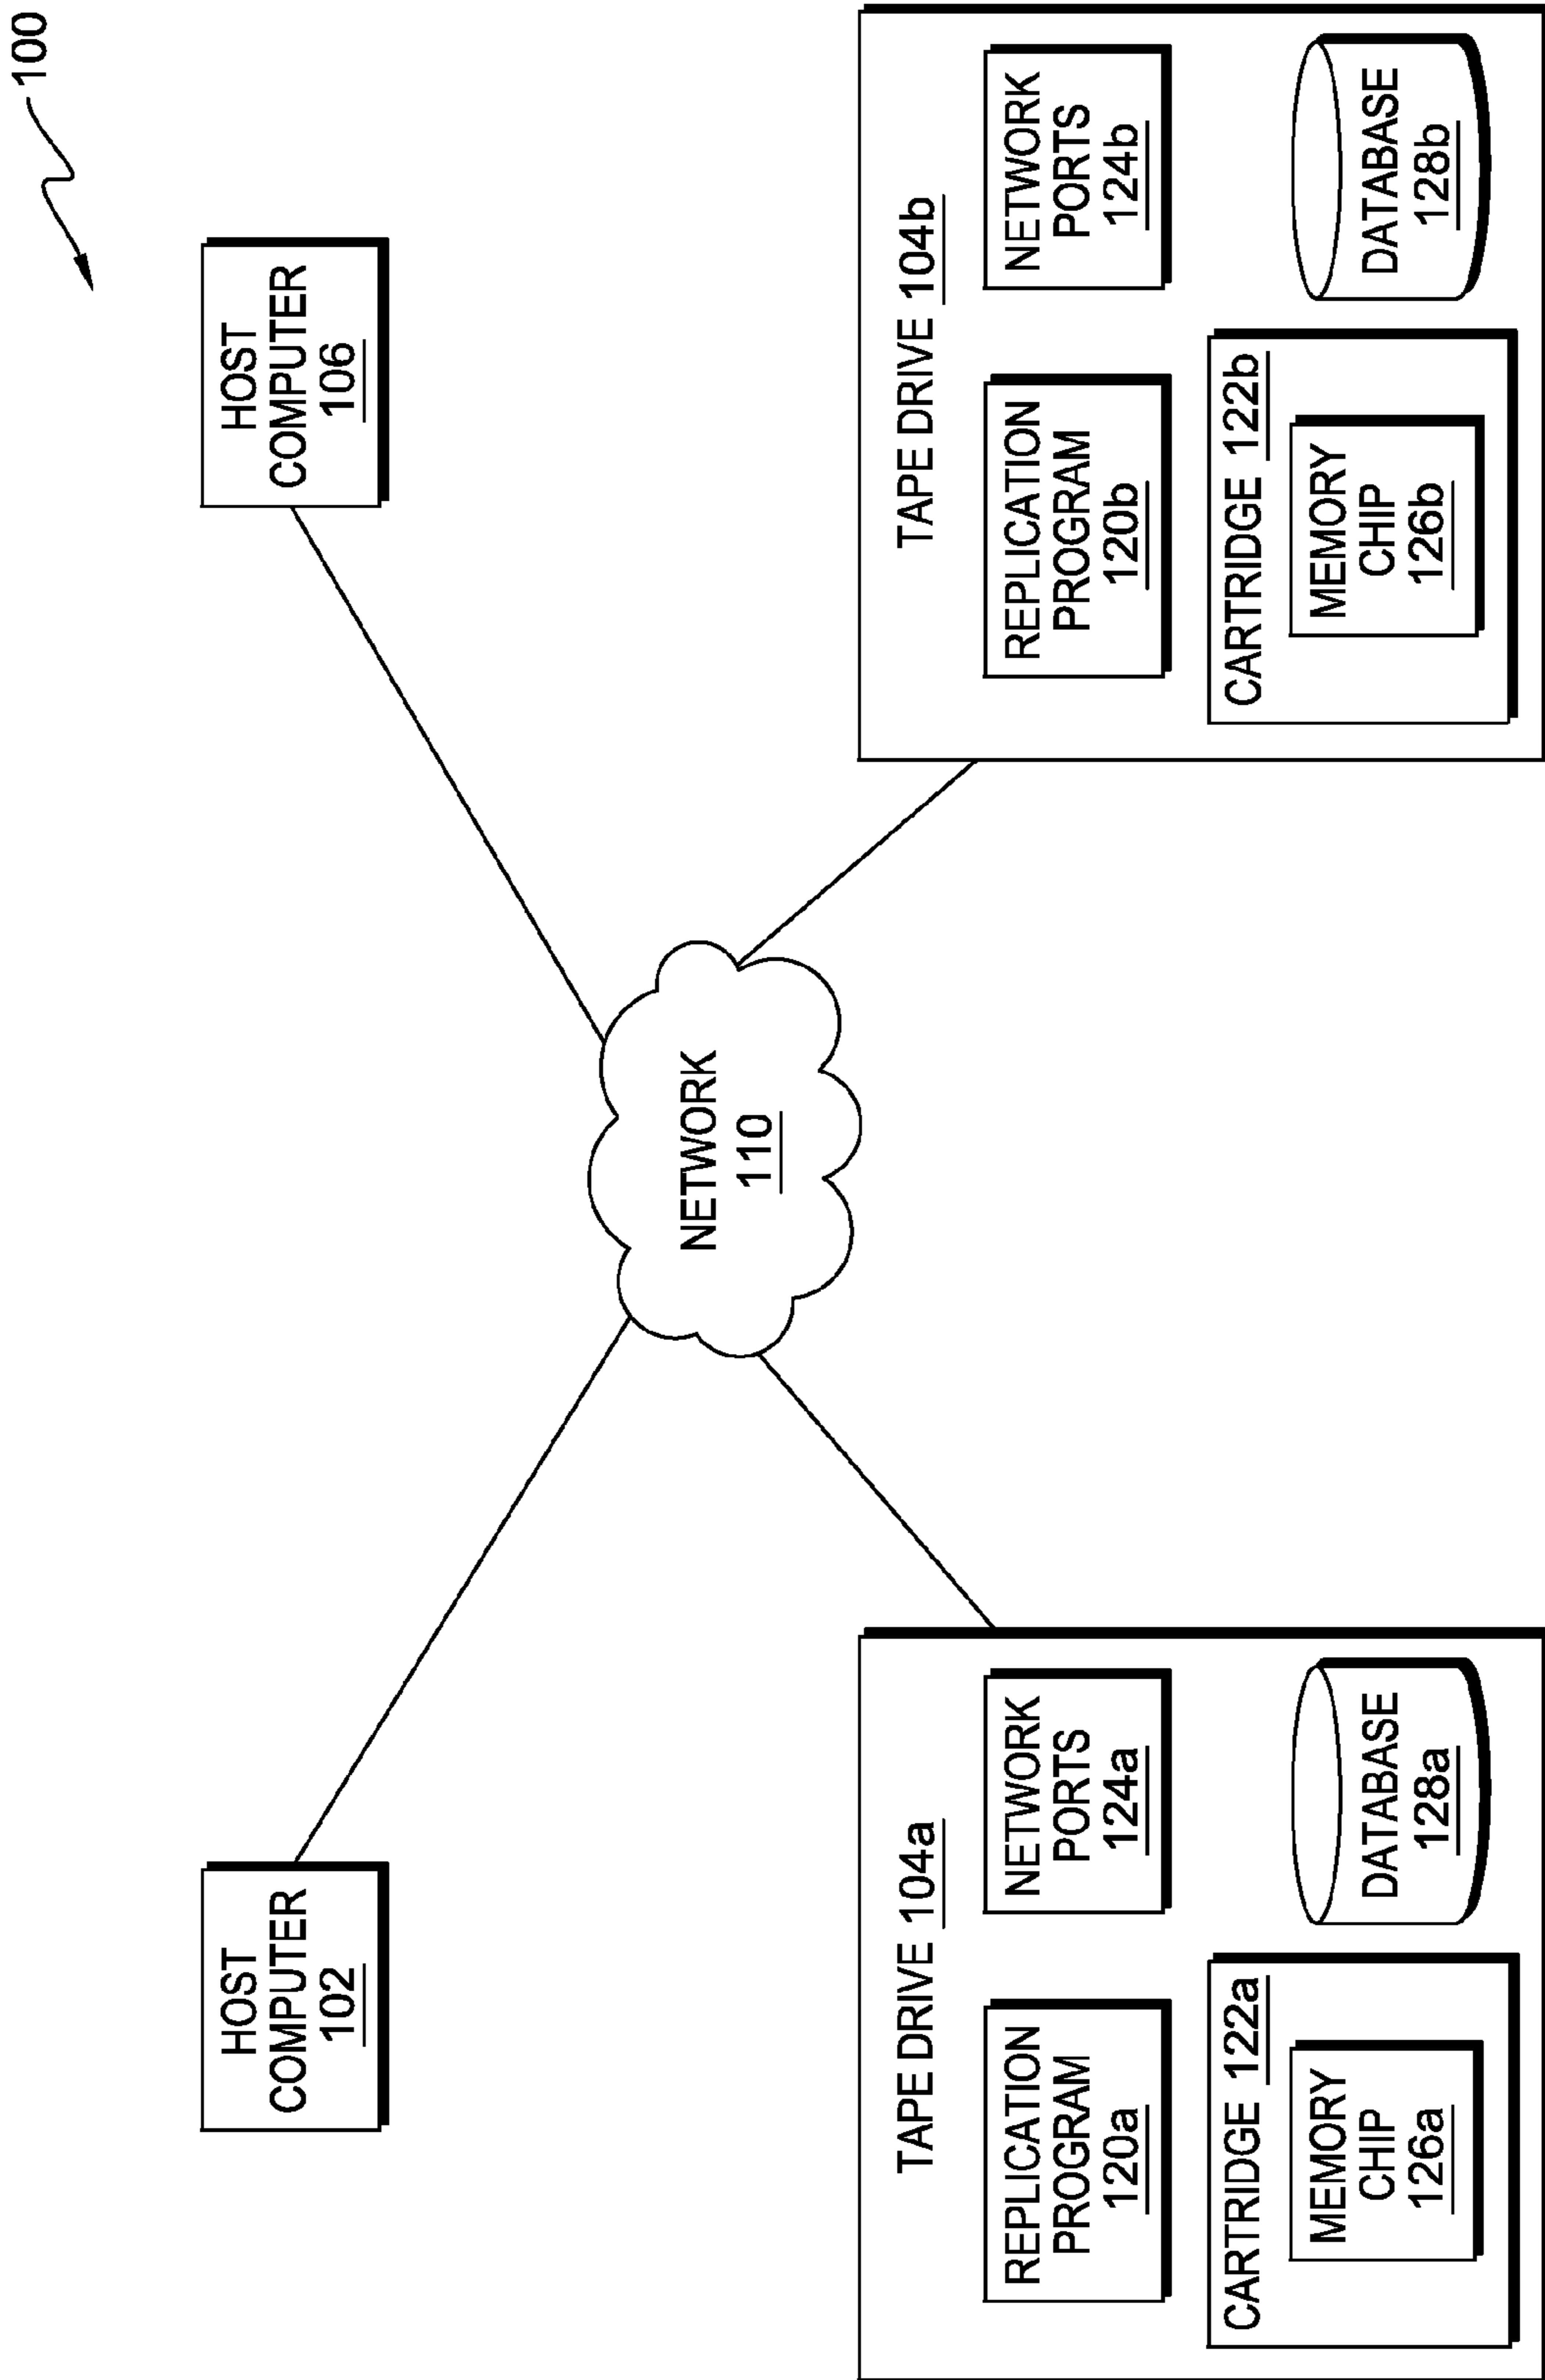 100
HOST
COMPUTER
102
HOST
COMPUTER
106
NETWORK
110
TAPE DRIVE 104a
REPLICATION
PROGRAM
120a
NETWORK
PORTS
124a
CARTRIDGE 122a
MEMORY
CHIP
126a
DATABASE
128a
TAPE DRIVE 104b
REPLICATION
PROGRAM
120b
NETWORK
PORTS
124b
CARTRIDGE 122b
MEMORY
CHIP
126b
DATABASE
128b